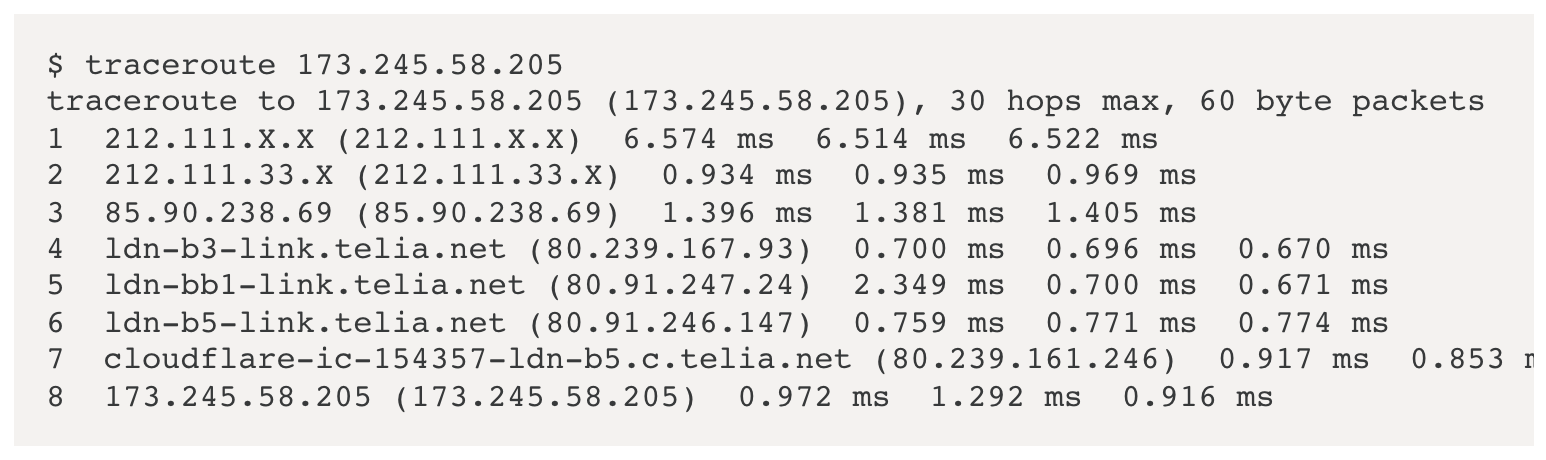 $ traceroute 173.245.58.205
traceroute to 173.245.58.205 (173.245.58.205), 30 hops max, 60 byte packets
1  212.111.X.X (212.111.X.X)  6.574 ms  6.514 ms  6.522 ms
2  212.111.33.X (212.111.33.X)  0.934 ms  0.935 ms  0.969 ms
3  85.90.238.69 (85.90.238.69)  1.396 ms  1.381 ms  1.405 ms
4  ldn-b3-link.telia.net (80.239.167.93)  0.700 ms  0.696 ms  0.670 ms
5  ldn-bb1-link.telia.net (80.91.247.24)  2.349 ms  0.700 ms  0.671 ms
6  ldn-b5-link.telia.net (80.91.246.147)  0.759 ms  0.771 ms  0.774 ms
7  cloudflare-ic-154357-ldn-b5.c.telia.net (80.239.161.246)  0.917 ms  0.853
8  173.245.58.205 (173.245.58.205)  0.972 ms  1.292 ms  0.916 ms